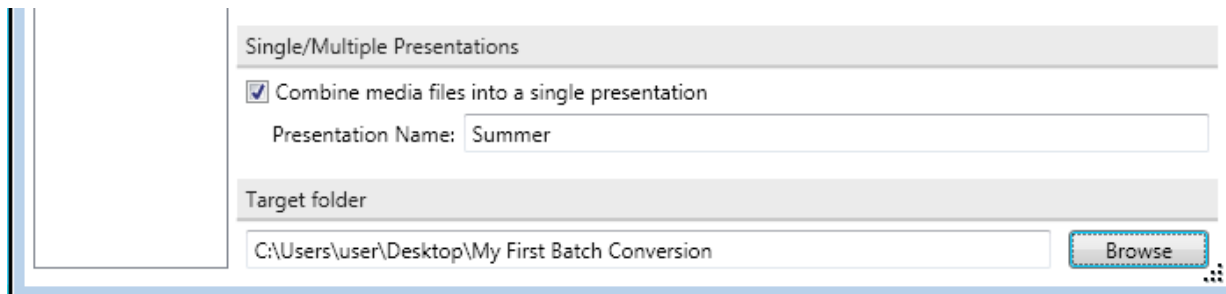 Single/Multiple Presentations
Combine media files into a single presentation
Presentation Name: Summer
Target folder
C:\Users\user\Desktop\My First Batch Conversion Browse